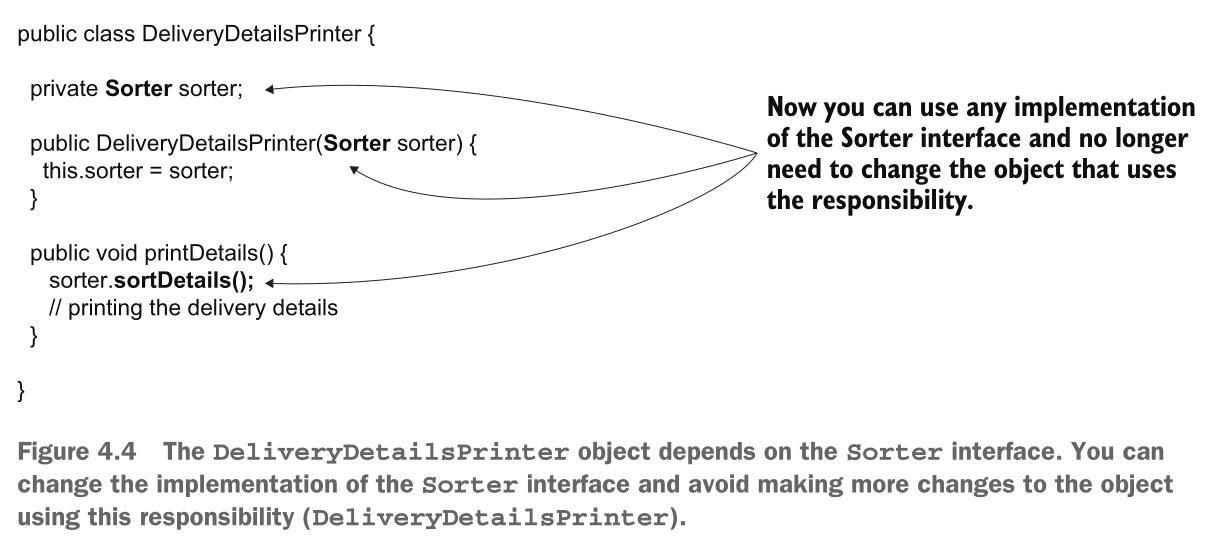 public class DeliveryDetailsPrinter {
private Sorter sorter;
public DeliveryDetailsPrinter(Sorter sorter) {
this.sorter = sorter;
}
public void printDetails() {
sorter.sortDetails();
// printing the delivery details
}
}
Now you can use any implementation
of the Sorter interface and no longer
need to change the object that uses
the responsibility.
Figure 4.4 The DeliveryDetailsPrinter object depends on the Sorter interface. You can
change the implementation of the Sorter interface and avoid making more changes to the object
using this responsibility (DeliveryDetailsPrinter).